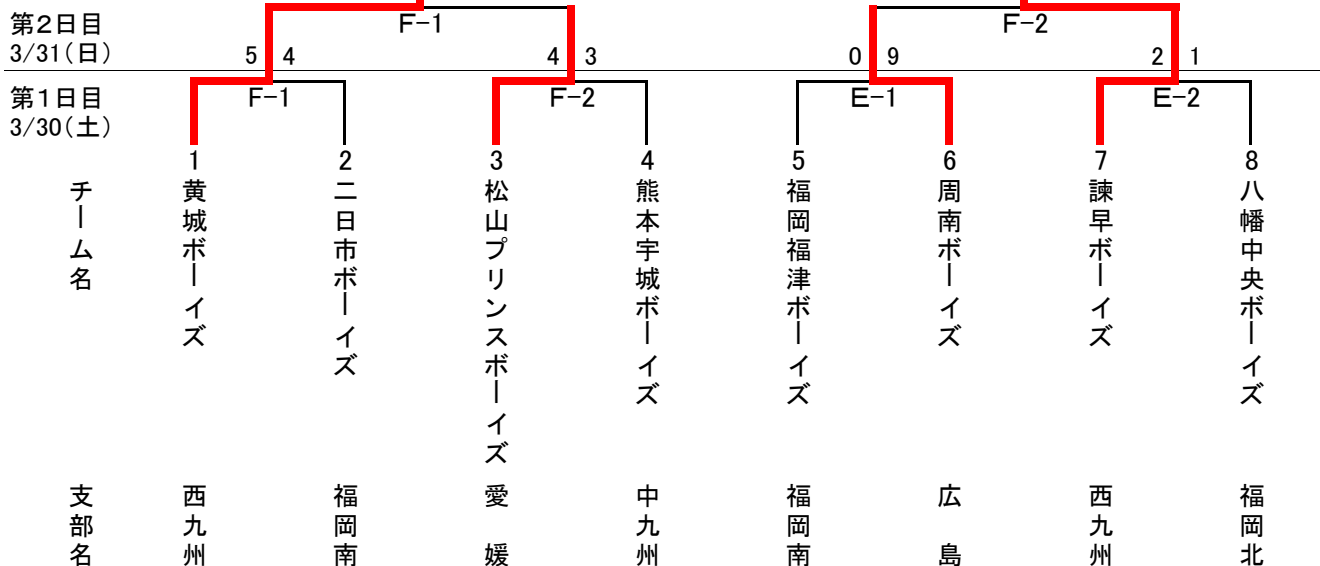 第2日目
3/31(日)
F-1
F-2
5 4
4 3
0 9
2 1
第1日目
3/30(土)
F-1
F-2
E-1
E-2
1
2
3
4
5
6
7
8
チーム名
黄城ボーイズ
二日市ボーイズ
松山プリンスボーイズ
熊本宇城ボーイズ
福岡福津ボーイズ
周南ボーイズ
諫早ボーイズ
八幡中央ボーイズ
支部名
西九州
福岡南
愛媛
中九州
福岡南
広島
西九州
福岡北